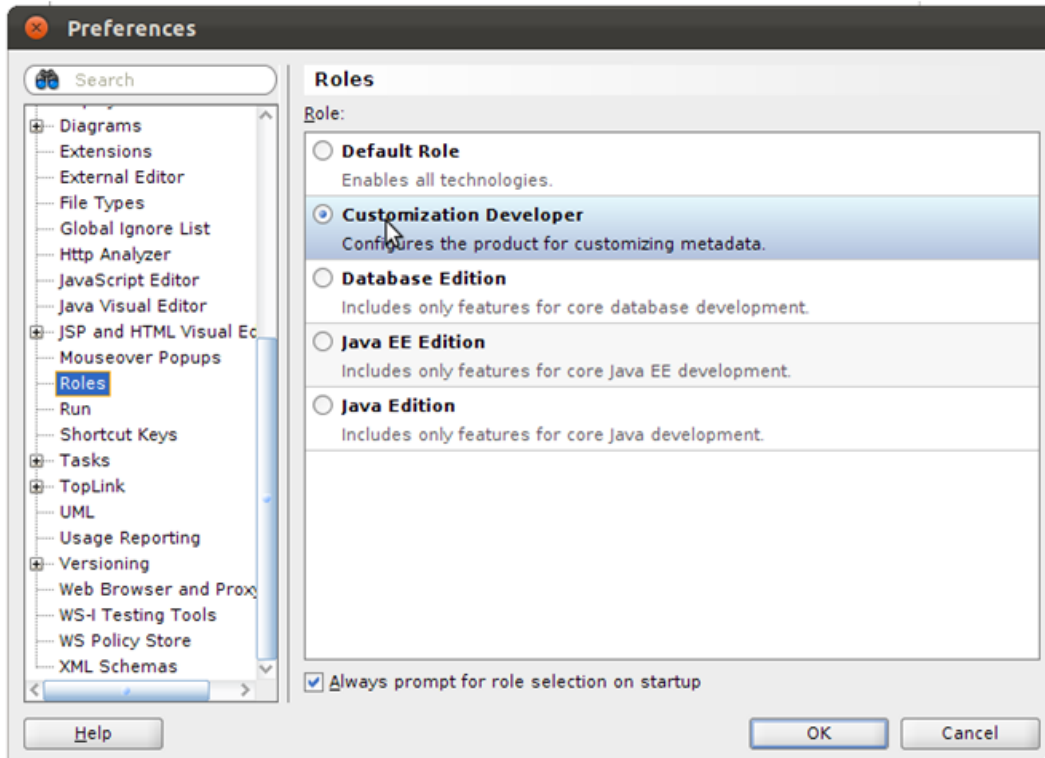 Preferences
Search
Diagrams
Extensions
External Editor
File Types
Global Ignore List
Http Analyzer
JavaScript Editor
Java Visual Editor
JSP and HTML Visual Ed
Mouseover Popups
Roles
Run
Shortcut Keys
Tasks
TopLink
UML
Usage Reporting
Versioning
Web Browser and Proxy
WS-I Testing Tools
WS Policy Store
XML Schemas
Roles
Role:
Default Role
Enables all technologies.
Customization Developer
Configures the product for customizing metadata.
Database Edition
Includes only features for core database development.
Java EE Edition
Includes only features for core Java EE development.
Java Edition
Includes only features for core Java development.
Always prompt for role selection on startup
Help
OK
Cancel